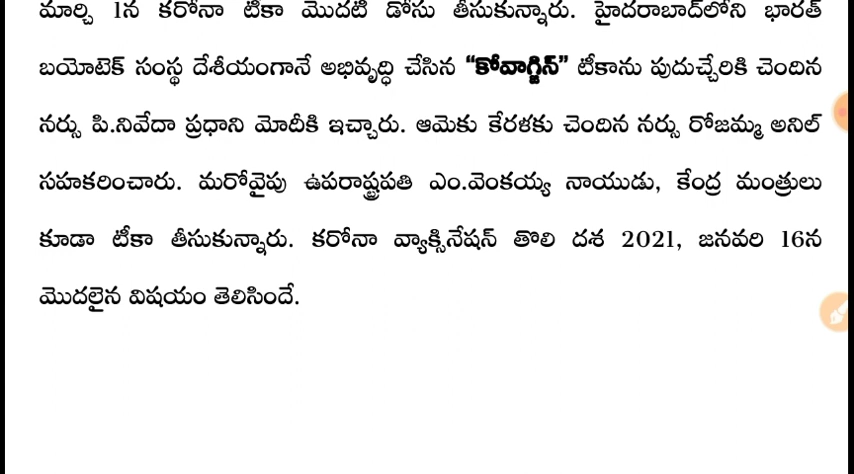 మార్చి 1న కరోనా టీకా మొదటి డోసు తీసుకున్నారు. హైదరాబాద్‌లోని భారత్
బయోటెక్ సంస్థ దేశీయంగానే అభివృద్ధి చేసిన “కోవాగ్జిన్” టీకాను పుదుచ్చేరికి చెందిన
నర్సు పి.నివేదా ప్రధాని మోదీకి ఇచ్చారు. ఆమెకు కేరళకు చెందిన నర్సు రోజమ్మ అనిల్
సహకరించారు. మరోవైపు ఉపరాష్ట్రపతి ఎం.వెంకయ్య నాయుడు, కేంద్ర మంత్రులు
కూడా టీకా తీసుకున్నారు. కరోనా వ్యాక్సినేషన్ తొలి దశ 2021, జనవరి 16న
మొదలైన విషయం తెలిసిందే.